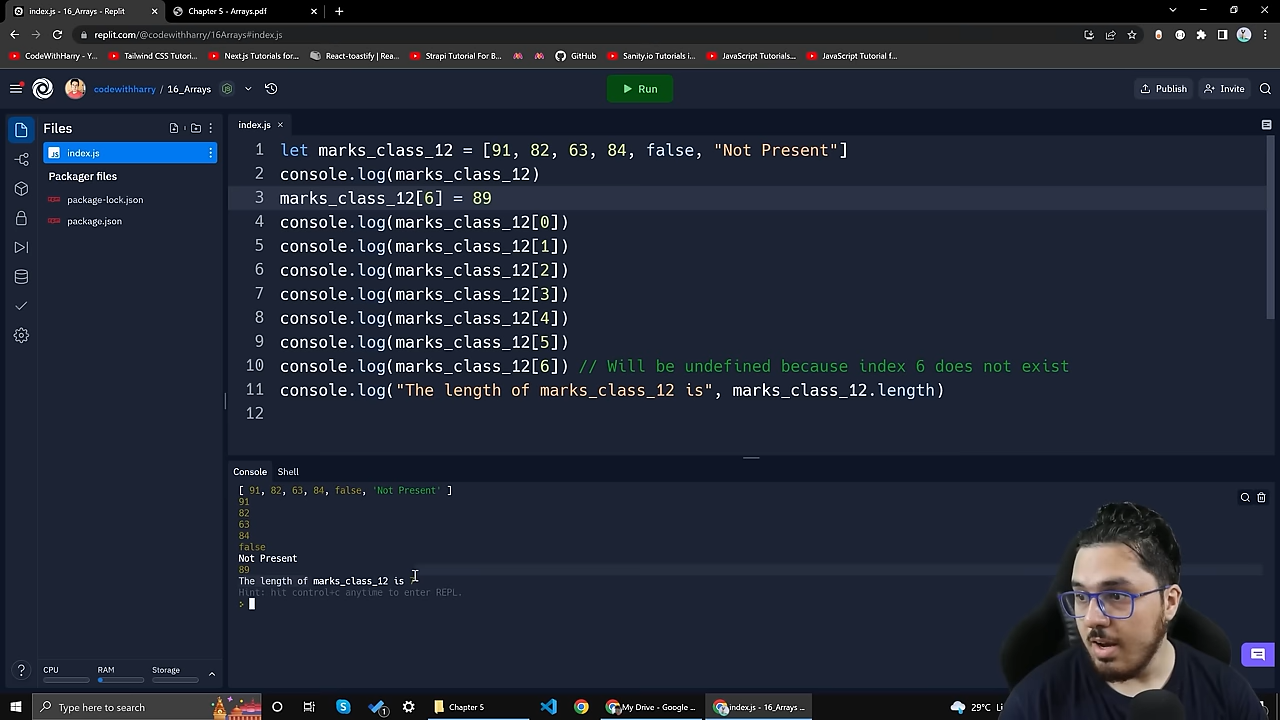 index.js - 16_Arrays - Replit
Chapter 5 - Arrays.pdf
replit.com/@codewithharry/16Arrays#index.js
CodeWithHarry - Y...
Tailwind CSS Tutori...
Next.js Tutorials for...
React-toastify | Rea...
Strapi Tutorial For B...
GitHub
Sanity.io Tutorials i...
JavaScript Tutorials...
JavaScript Tutorial f...
codewithharry / 16_Arrays
Run
Publish
Invite
Files
index.js
Packager files
package-lock.json
package.json
index.js
1 let marks_class_12 = [91, 82, 63, 84, false, "Not Present"]
2 console.log(marks_class_12)
3 marks_class_12[6] = 89
4 console.log(marks_class_12[0])
5 console.log(marks_class_12[1])
6 console.log(marks_class_12[2])
7 console.log(marks_class_12[3])
8 console.log(marks_class_12[4])
9 console.log(marks_class_12[5])
10 console.log(marks_class_12[6]) // Will be undefined because index 6 does not exist
11 console.log("The length of marks_class_12 is", marks_class_12.length)
12
Console
Shell
[ 91, 82, 63, 84, false, 'Not Present' ]
91
82
63
84
false
Not Present
89
The length of marks_class_12 is 7
Hint: hit control+c anytime to enter REPL.
>
CPU
RAM
Storage
Type here to search
Chapter 5
My Drive - Google ...
index.js - 16_Arrays ...
29°C